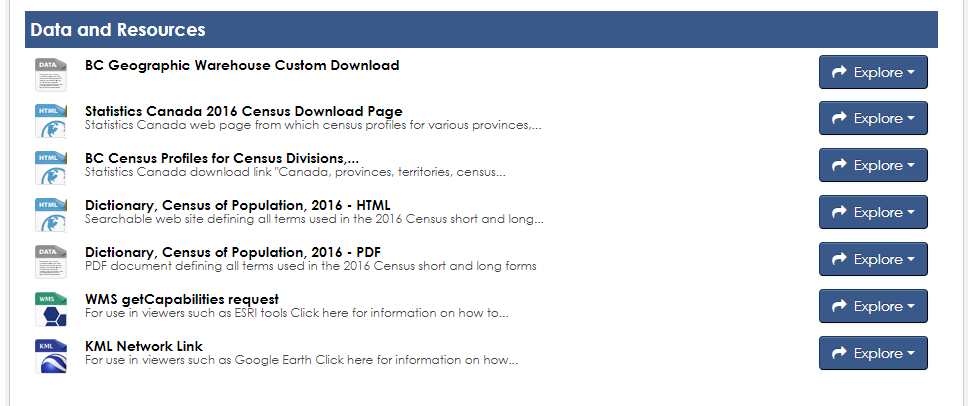 Data and Resources
DATA
BC Geographic Warehouse Custom Download
Explore
HTML
Statistics Canada 2016 Census Download Page
Statistics Canada web page from which census profiles for various provinces,...
Explore
HTML
BC Census Profiles for Census Divisions,...
Statistics Canada download link "Canada, provinces, territories, census...
Explore
HTML
Dictionary, Census of Population, 2016 - HTML
Searchable web site defining all terms used in the 2016 Census short and long...
Explore
DATA
Dictionary, Census of Population, 2016 - PDF
PDF document defining all terms used in the 2016 Census short and long forms
Explore
WMS
WMS getCapabilities request
For use in viewers such as ESRI tools Click here for information on how to...
Explore
KML
KML Network Link
For use in viewers such as Google Earth Click here for information on how...
Explore